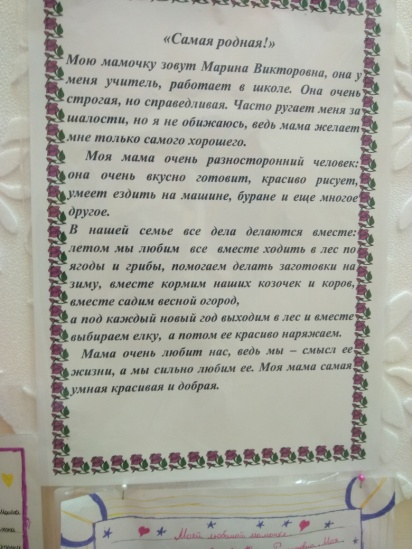 «Самая родная!»
Мою мамочку зовут Марина Викторовна, она у
меня учитель, работает в школе. Она очень
строгая, но справедливая. Часто ругает меня за
шалости, но я не обижаюсь, ведь мама желает
мне только самого хорошего.
Моя мама очень разносторонний человек:
она очень вкусно готовит, красиво рисует,
умеет ездить на машине, буране и еще многое
другое.
В нашей семье все дела делаются вместе:
летом мы любим все вместе ходить в лес по
ягоды и грибы, помогаем делать заготовки на
зиму, вместе кормим наших козочек и коров,
вместе садим весной огород,
а под каждый новый год выходим в лес и вместе
выбираем елку, а потом ее красиво наряжаем.
Мама очень любит нас, ведь мы – смысл ее
жизни, а мы сильно любим ее. Моя мама самая
умная красивая и добрая.
Моей любимой мамочке